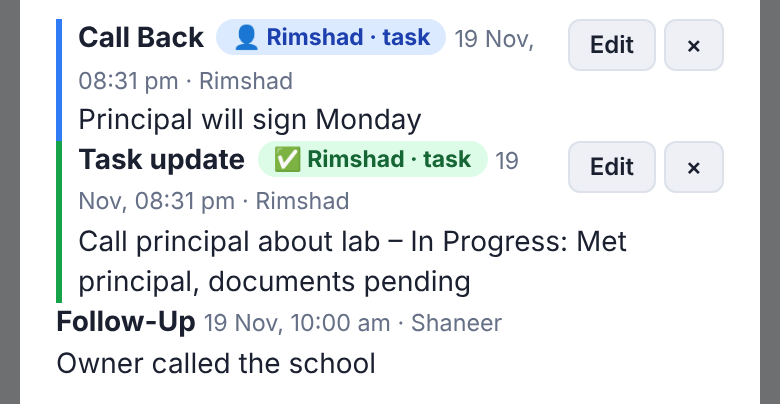 Call Back 👤 Rimshad · task 19 Nov, Edit ×
08:31 pm · Rimshad
Principal will sign Monday
Task update ✅ Rimshad · task 19 Edit ×
Nov, 08:31 pm · Rimshad
Call principal about lab – In Progress: Met
principal, documents pending
Follow-Up 19 Nov, 10:00 am · Shaneer
Owner called the school